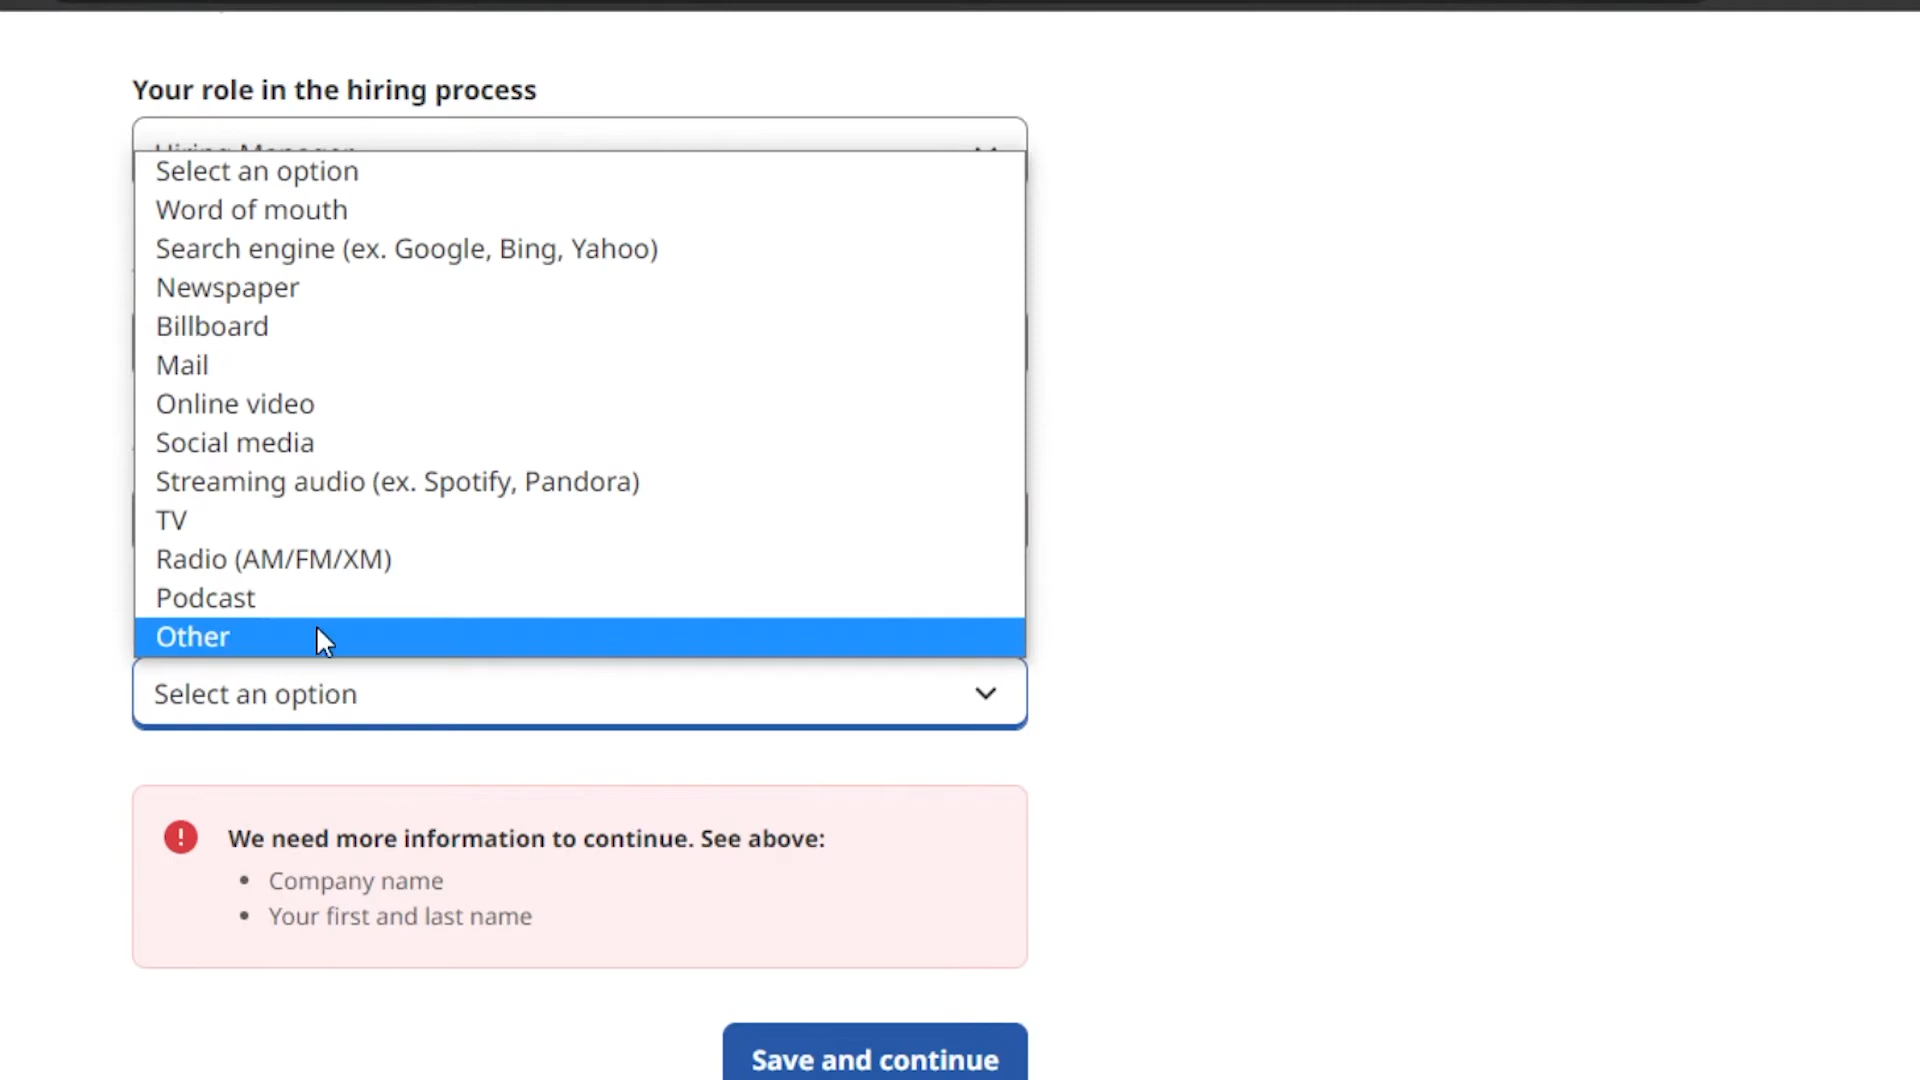 Your role in the hiring process
Hiring Manager
Select an option
Word of mouth
Search engine (ex. Google, Bing, Yahoo)
Newspaper
Billboard
Mail
Online video
Social media
Streaming audio (ex. Spotify, Pandora)
TV
Radio (AM/FM/XM)
Podcast
Other
Select an option
We need more information to continue. See above:
• Company name
• Your first and last name
Save and continue